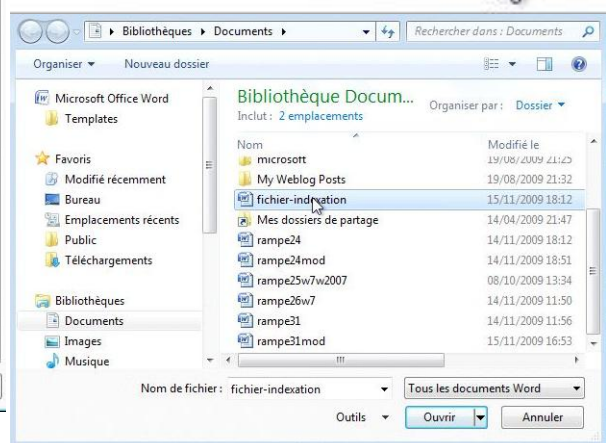 Bibliothèques Documents
Rechercher dans : Documents
Organiser Nouveau dossier
Microsoft Office Word
Templates
Favoris
Modifié récemment
Bureau
Emplacements récents
Public
Téléchargements
Bibliothèques
Documents
Images
Musique
Bibliothèque Docum...
Inclut : 2 emplacements
Organiser par : Dossier
Nom Modifié le
microsoft 19/08/2009 21:25
My Weblog Posts 19/08/2009 21:32
fichier-indexation 15/11/2009 18:12
Mes dossiers de partage 14/04/2009 21:47
rampe24 14/11/2009 18:12
rampe24mod 14/11/2009 18:51
rampe25w7w2007 08/10/2009 13:34
rampe26w7 14/11/2009 11:50
rampe31 14/11/2009 11:56
rampe31mod 15/11/2009 16:53
Nom de fichier : fichier-indexation Tous les documents Word
Outils Ouvrir Annuler